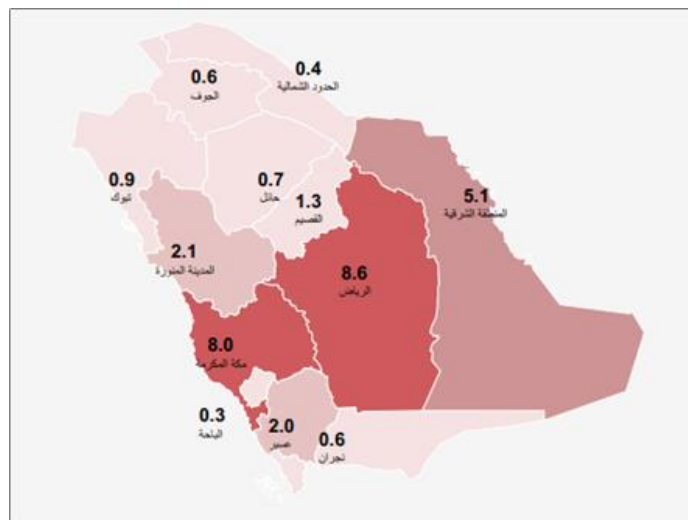 0.4
الحدود الشمالية
0.6
الجوف
0.9
تبوك
0.7
حائل
1.3
القصيم
5.1
المنطقة الشرقية
2.1
المدينة المنورة
8.6
الرياض
8.0
مكة المكرمة
0.3
الباحة
2.0
عسير
0.6
نجران